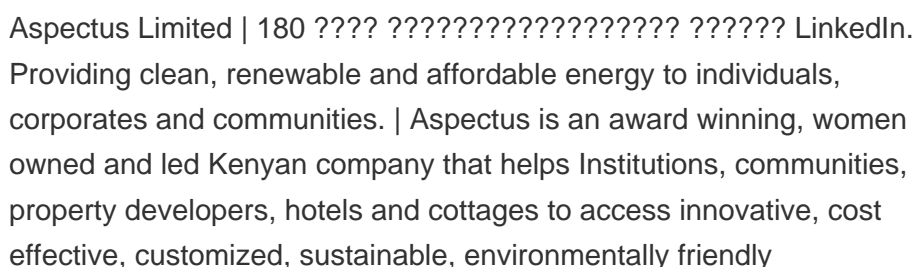 Aspectus Limited | 180 ???? ?????????????????? ?????? LinkedIn.
Providing clean, renewable and affordable energy to individuals,
corporates and communities. | Aspectus is an award winning, women
owned and led Kenyan company that helps Institutions, communities,
property developers, hotels and cottages to access innovative, cost
effective, customized, sustainable, environmentally friendly